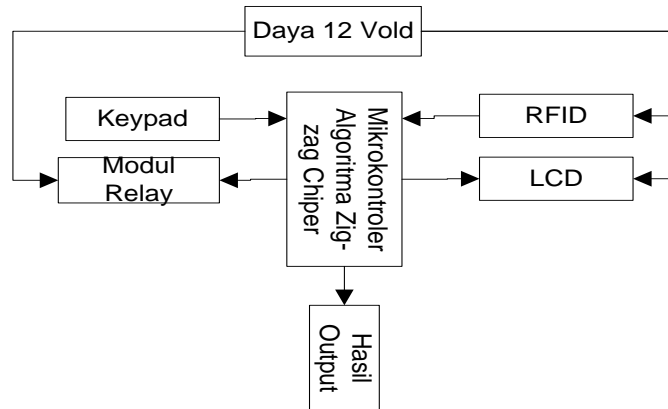 Daya 12 Vold
Keypad
Modul
Relay
Mikrokontroler
Algoritma Zig-
zag Chiper
RFID
LCD
Hasil
Output